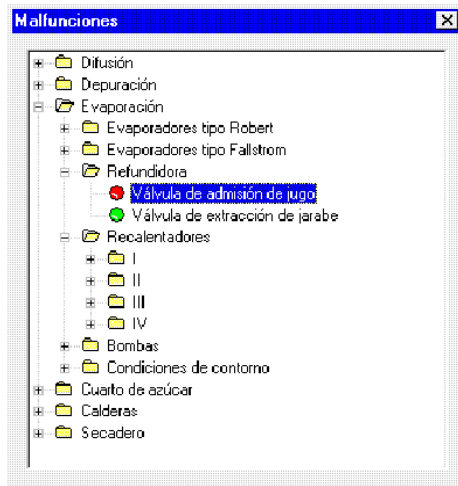 Malfunciones
Difusión
Depuración
Evaporación
Evaporadores tipo Robert
Evaporadores tipo Fallstrom
Refundidora
Válvula de admisión de jugo
Válvula de extracción de jarabe
Recalentadores
I
II
III
IV
Bombas
Condiciones de contorno
Cuarto de azúcar
Calderas
Secadero